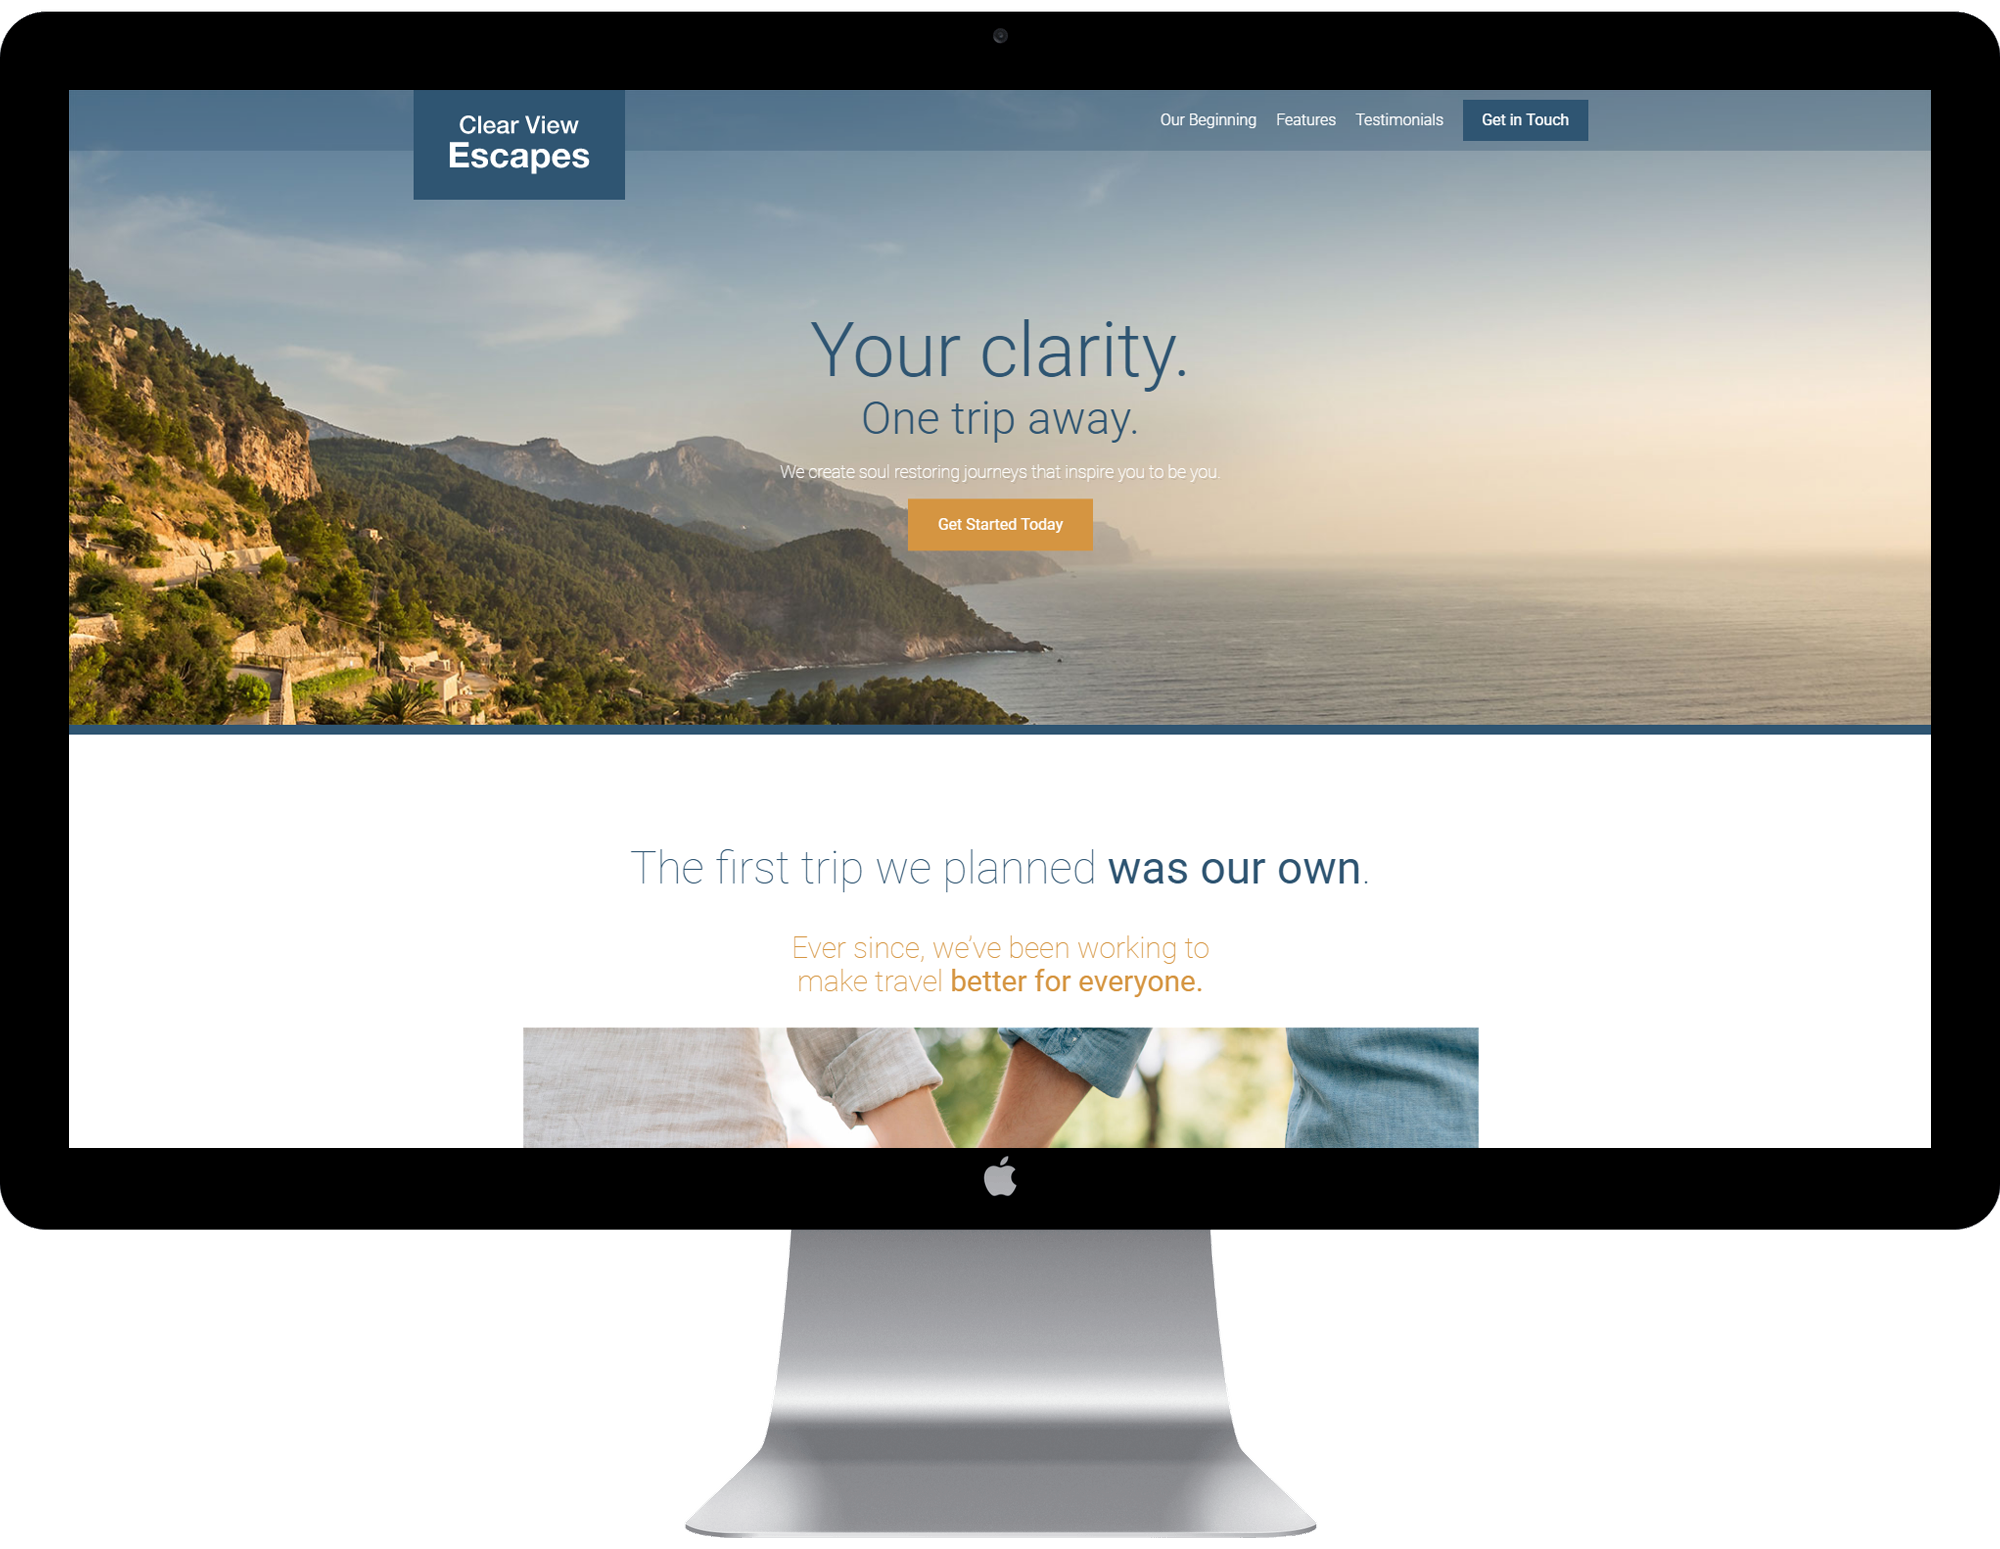 Clear View
Escapes
Our Beginning Features Testimonials Get in Touch
Your clarity.
One trip away.
We create soul restoring journeys that inspire you to be you.
Get Started Today
The first trip we planned was our own.
Ever since, we’ve been working to
make travel better for everyone.